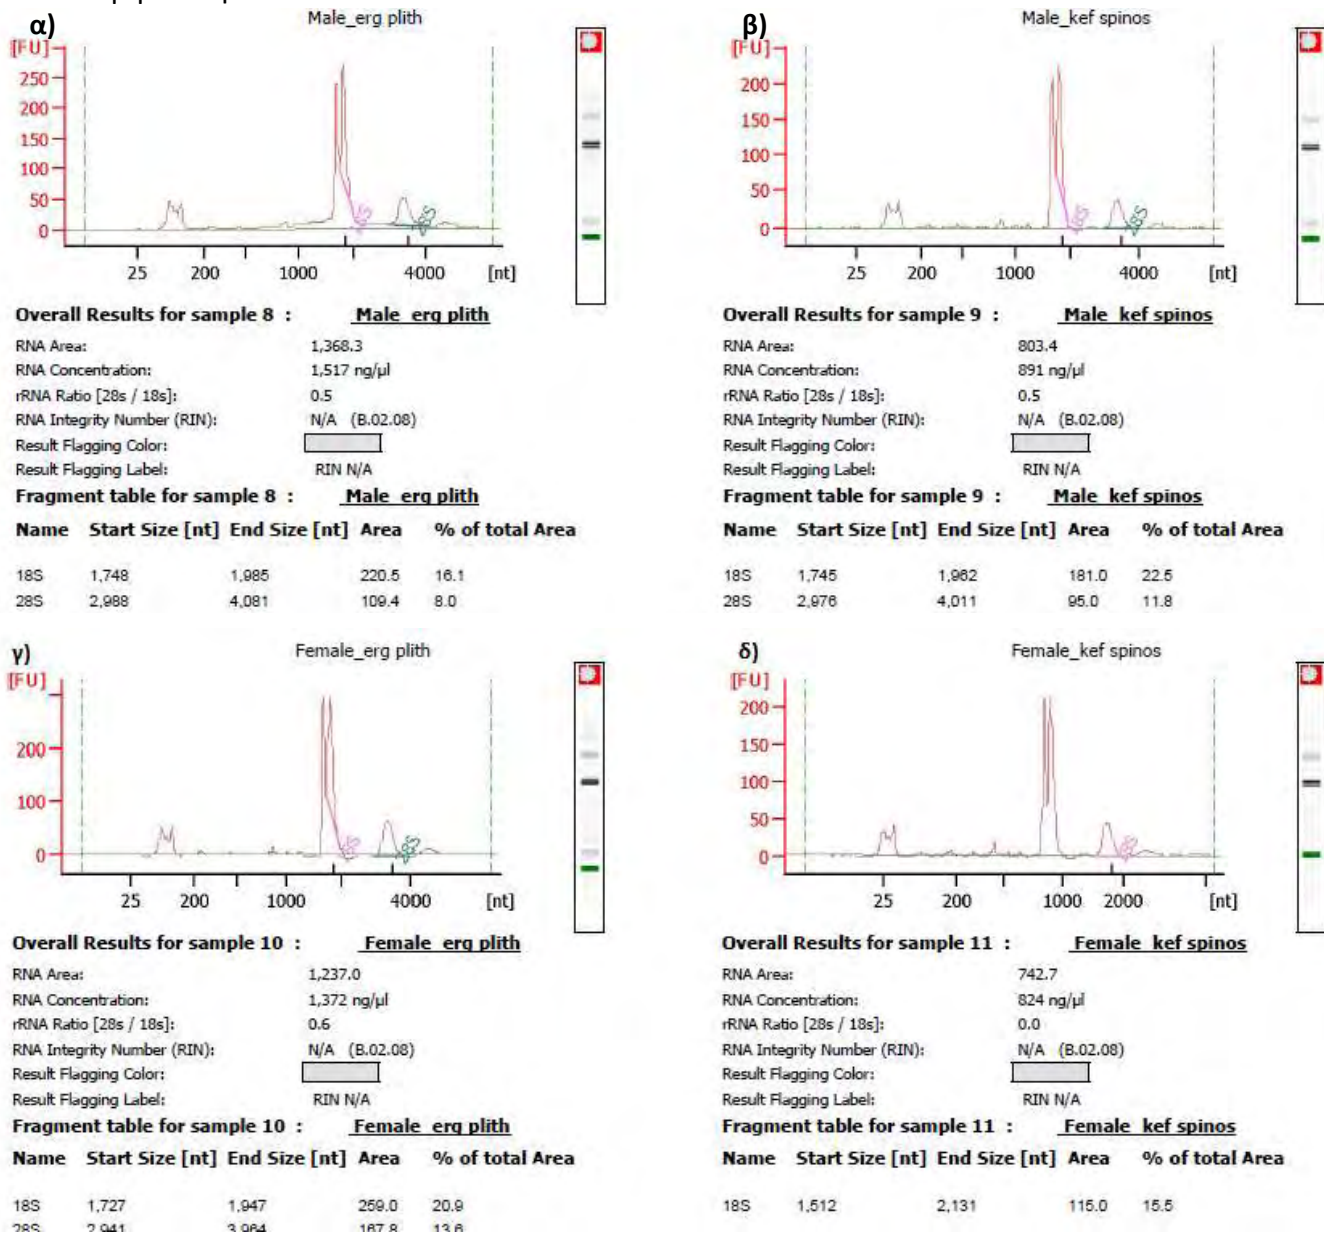 α)
Male_erg plith
[FU]
250
200
150
100
50
0
18S
28S
25 200 1000 4000 [nt]
Overall Results for sample 8 : Male_erg plith
RNA Area: 1,368.3
RNA Concentration: 1,517 ng/µl
rRNA Ratio [28s / 18s]: 0.5
RNA Integrity Number (RIN): N/A (B.02.08)
Result Flagging Color:
Result Flagging Label: RIN N/A
Fragment table for sample 8 : Male_erg plith
Name Start Size [nt] End Size [nt] Area % of total Area
18S 1,748 1,985 220.5 16.1
28S 2,988 4,081 109.4 8.0
β)
Male_kef spinos
[FU]
200
150
100
50
0
18S
28S
25 200 1000 4000 [nt]
Overall Results for sample 9 : Male_kef spinos
RNA Area: 803.4
RNA Concentration: 891 ng/µl
rRNA Ratio [28s / 18s]: 0.5
RNA Integrity Number (RIN): N/A (B.02.08)
Result Flagging Color:
Result Flagging Label: RIN N/A
Fragment table for sample 9 : Male_kef spinos
Name Start Size [nt] End Size [nt] Area % of total Area
18S 1,745 1,962 181.0 22.5
28S 2,976 4,011 95.0 11.8
γ)
Female_erg plith
[FU]
200
100
0
18S
28S
25 200 1000 4000 [nt]
Overall Results for sample 10 : Female_erg plith
RNA Area: 1,237.0
RNA Concentration: 1,372 ng/µl
rRNA Ratio [28s / 18s]: 0.6
RNA Integrity Number (RIN): N/A (B.02.08)
Result Flagging Color:
Result Flagging Label: RIN N/A
Fragment table for sample 10 : Female_erg plith
Name Start Size [nt] End Size [nt] Area % of total Area
18S 1,727 1,947 259.0 20.9
28S 2,941 3,964 167.8 13.6
δ)
Female_kef spinos
[FU]
200
150
100
50
0
18S
25 200 1000 2000 [nt]
Overall Results for sample 11 : Female_kef spinos
RNA Area: 742.7
RNA Concentration: 824 ng/µl
rRNA Ratio [28s / 18s]: 0.0
RNA Integrity Number (RIN): N/A (B.02.08)
Result Flagging Color:
Result Flagging Label: RIN N/A
Fragment table for sample 11 : Female_kef spinos
Name Start Size [nt] End Size [nt] Area % of total Area
18S 1,512 2,131 115.0 15.5